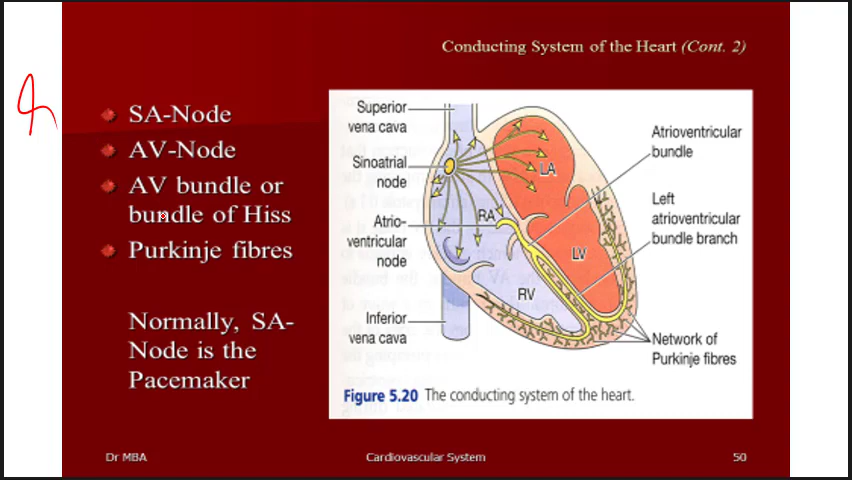 Conducting System of the Heart (Cont. 2)
SA-Node
AV-Node
AV bundle or
bundle of Hiss
Purkinje fibres
Normally, SA-
Node is the
Pacemaker
Superior
vena cava
Sinoatrial
node
Atrio-
ventricular
node
Inferior
vena cava
LA
RA
LV
RV
Atrioventricular
bundle
Left
atrioventricular
bundle branch
Network of
Purkinje fibres
Figure 5.20 The conducting system of the heart.
Dr MBA
Cardiovascular System
50